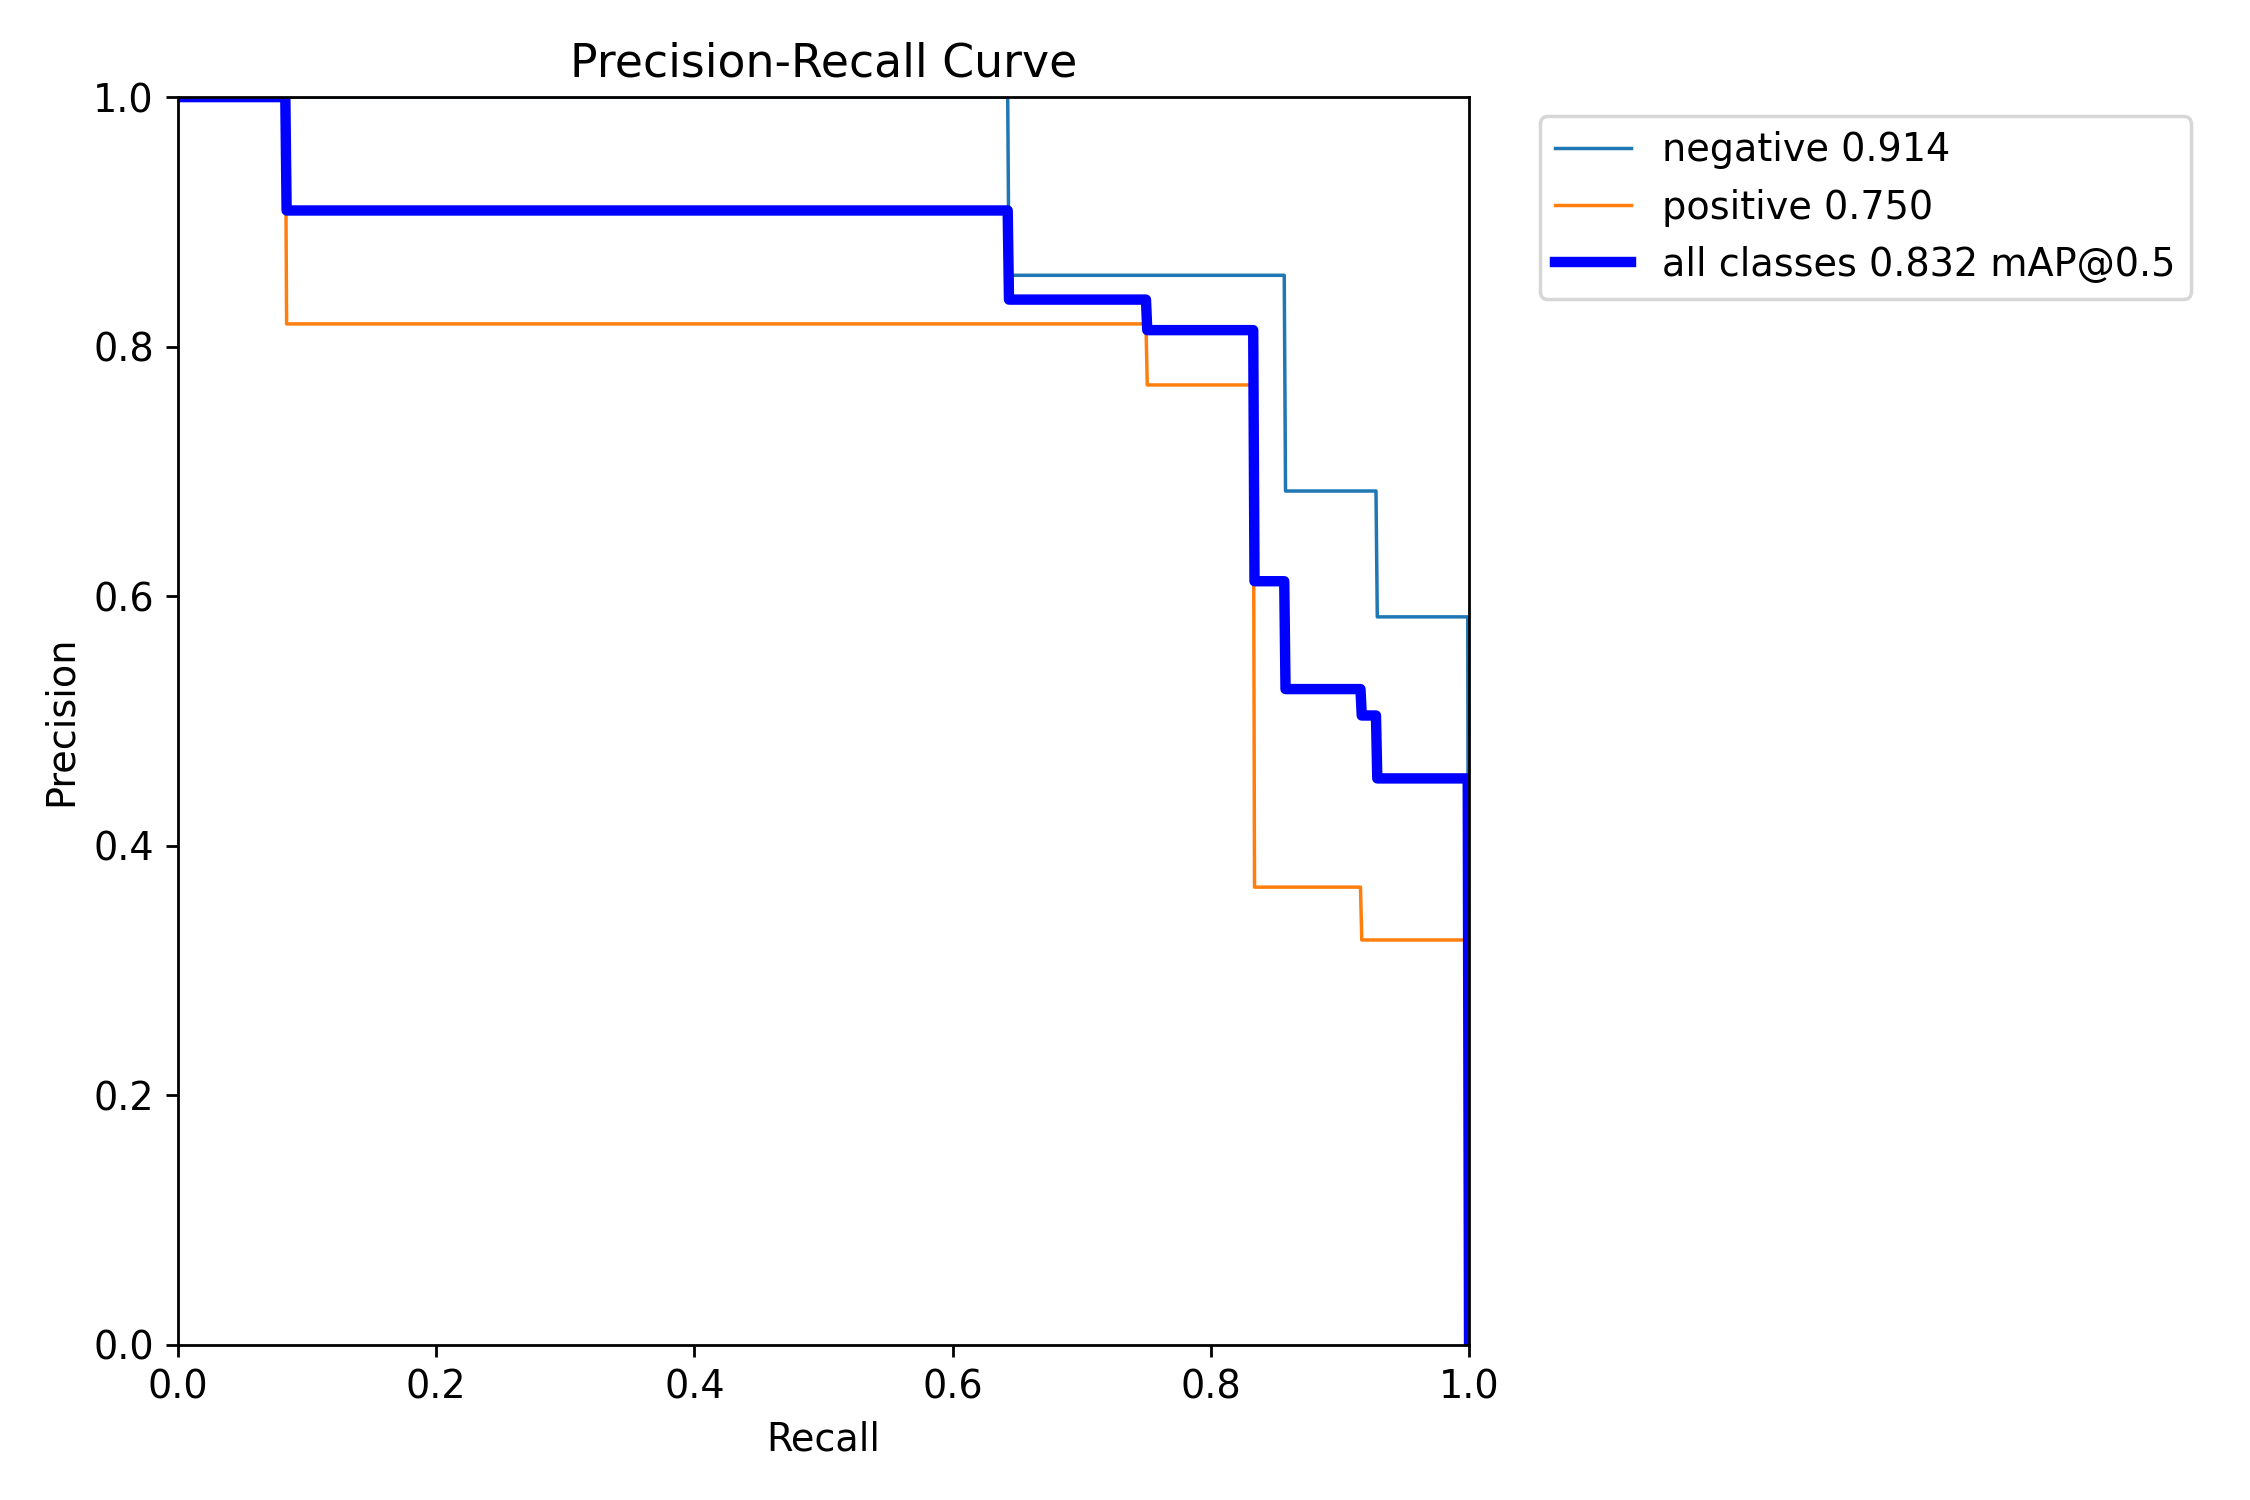 Precision-Recall Curve
1.0
0.8
0.6
0.4
0.2
0.0
Precision
0.0 0.2 0.4 0.6 0.8 1.0
Recall
negative 0.914
positive 0.750
all classes 0.832 mAP@0.5